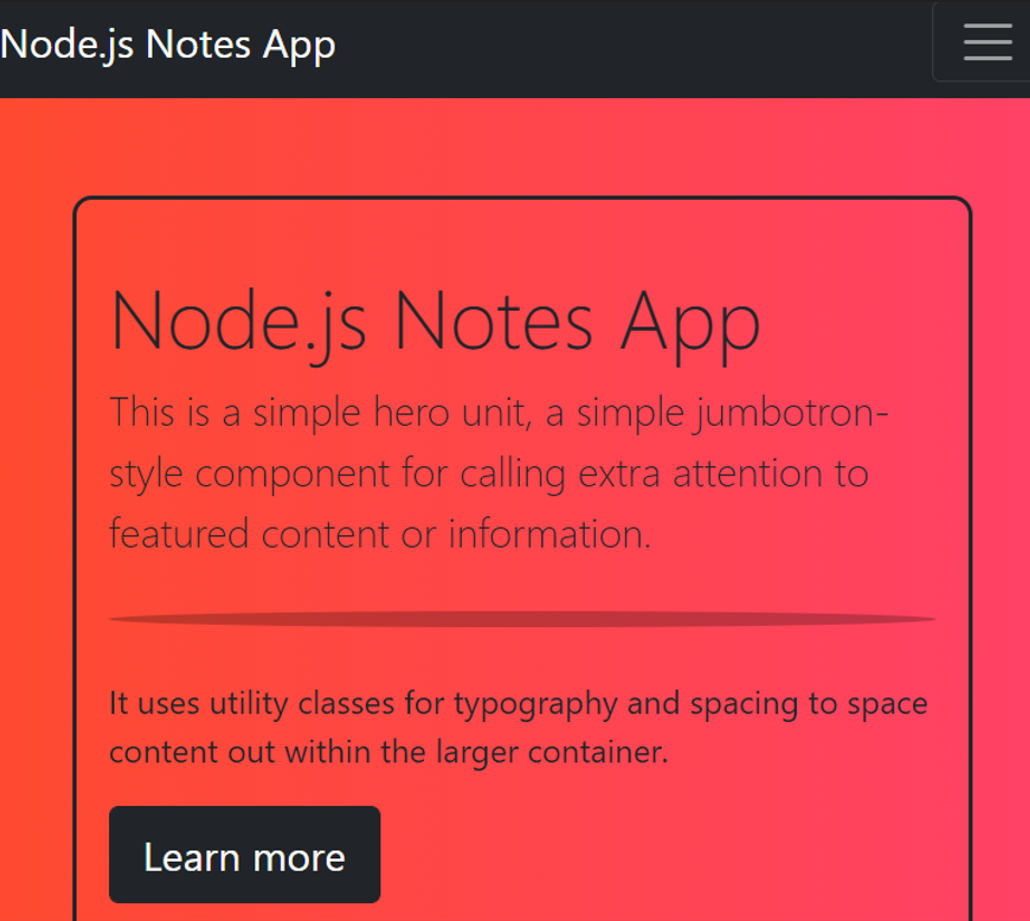 Node.js Notes App
Node.js Notes App
This is a simple hero unit, a simple jumbotron-
style component for calling extra attention to
featured content or information.
It uses utility classes for typography and spacing to space
content out within the larger container.
Learn more